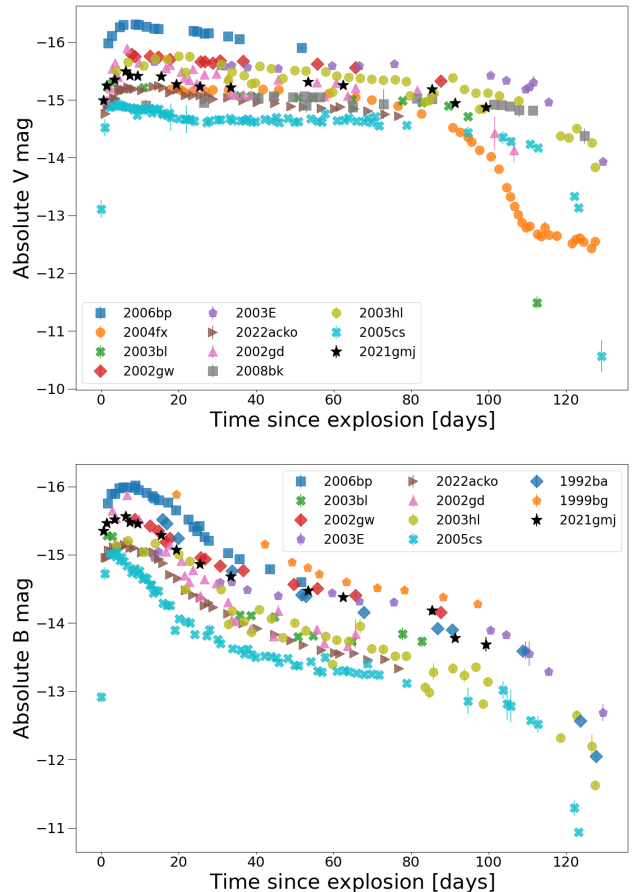 −16
−15
−14
−13
−12
−11
−10
Absolute V mag
2006bp
2004fx
2003bl
2002gw
2003E
2022acko
2002gd
2008bk
2003hl
2005cs
2021gmj
0 20 40 60 80 100 120
Time since explosion [days]
−16
−15
−14
−13
−12
−11
Absolute B mag
2006bp
2003bl
2002gw
2003E
2022acko
2002gd
2003hl
2005cs
1992ba
1999bg
2021gmj
0 20 40 60 80 100 120
Time since explosion [days]